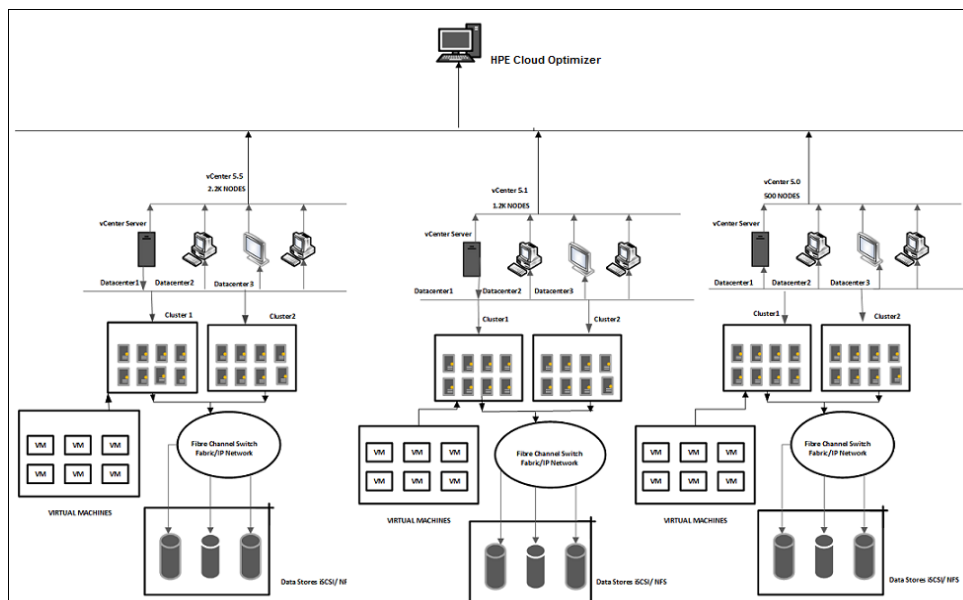 HPE Cloud Optimizer
vCenter 5.5
2.2K NODES
vCenter Server
Datacenter1
Datacenter2
Datacenter 3
Cluster 1
Cluster2
VM
VM
VM
VM
VM
VM
VIRTUAL MACHINES
Fibre Channel Switch
Fabric/IP Network
Data Stores iSCSI/ NF
vCenter 5.1
1.2K NODES
vCenter Server
Datacenter1
Datacenter2
Datacenter3
Cluster1
Cluster2
VM
VM
VM
VM
VM
VM
VIRTUAL MACHINES
Fibre Channel Switch
Fabric/IP Network
Data Stores iSCSI/ NFS
vCenter 5.0
500 NODES
vCenter Server
Datacenter1
Datacenter2
Datacenter3
Cluster1
Cluster2
VM
VM
VM
VM
VM
VM
VIRTUAL MACHINES
Fibre Channel Switch
Fabric/IP Network
Data Stores iSCSI/ NFS